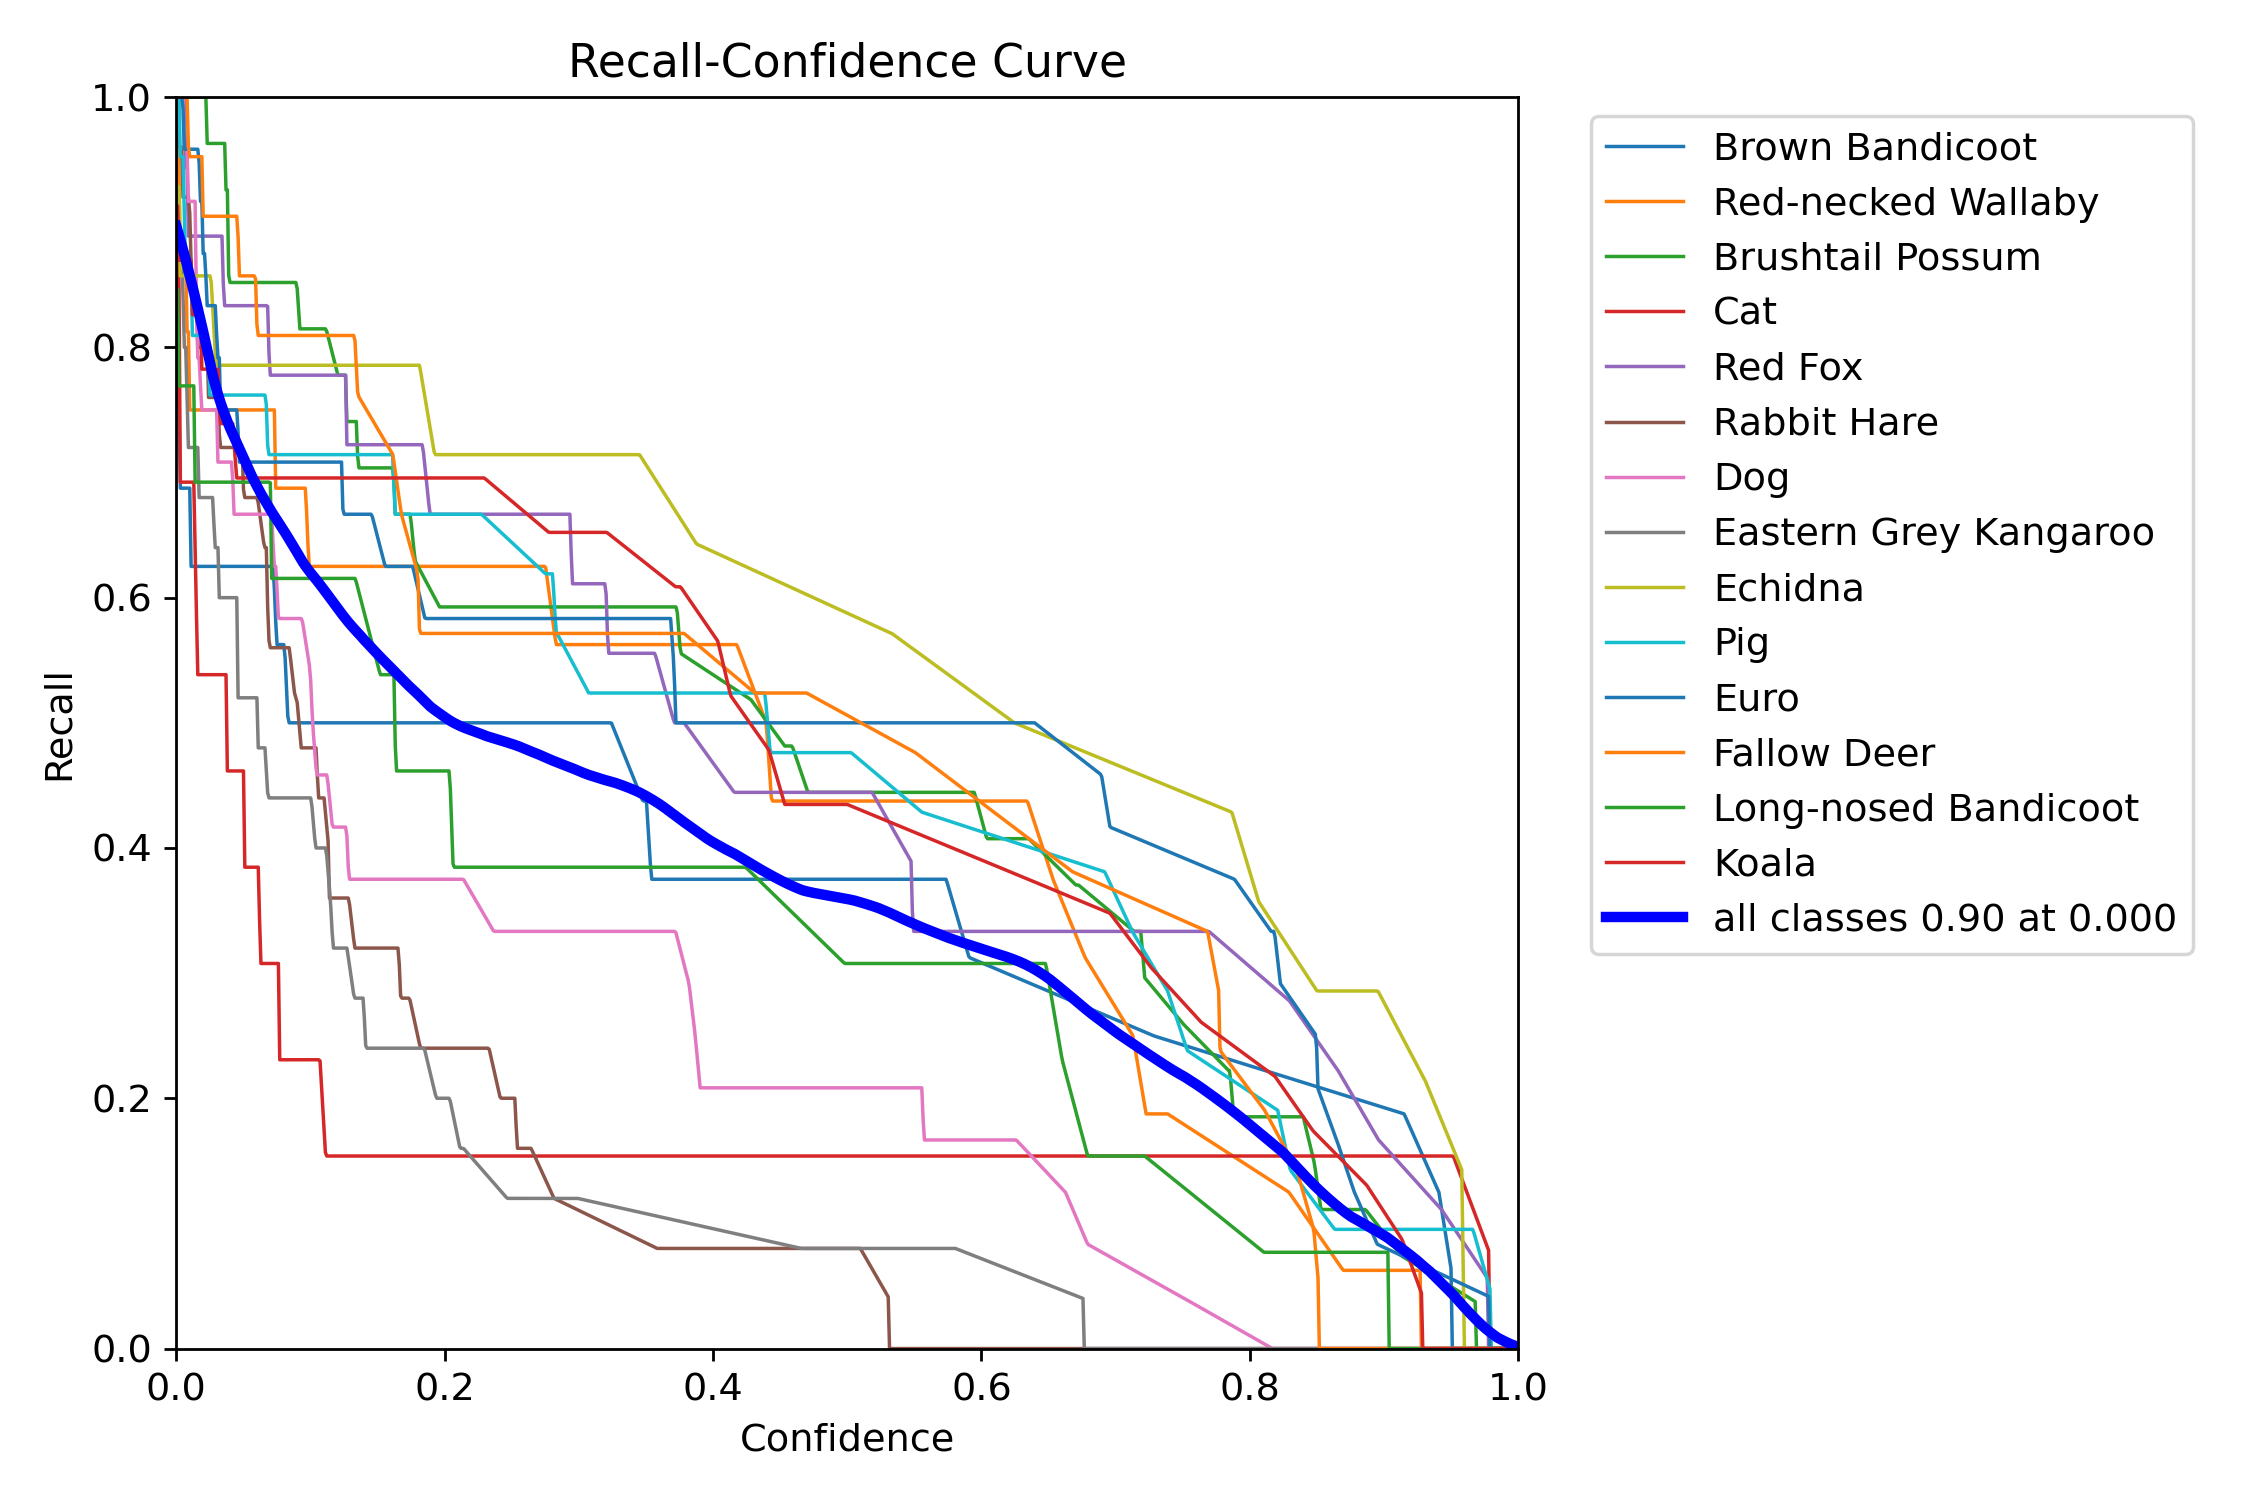 Recall-Confidence Curve
1.0
0.8
0.6
0.4
0.2
0.0
Recall
0.0 0.2 0.4 0.6 0.8 1.0
Confidence
Brown Bandicoot
Red-necked Wallaby
Brushtail Possum
Cat
Red Fox
Rabbit Hare
Dog
Eastern Grey Kangaroo
Echidna
Pig
Euro
Fallow Deer
Long-nosed Bandicoot
Koala
all classes 0.90 at 0.000